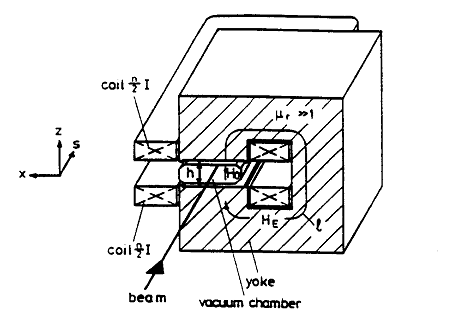 coil n/2 I
μr >> 1
z
s
x
h
H₀
coil n/2 I
HE
l
yoke
beam
vacuum chamber